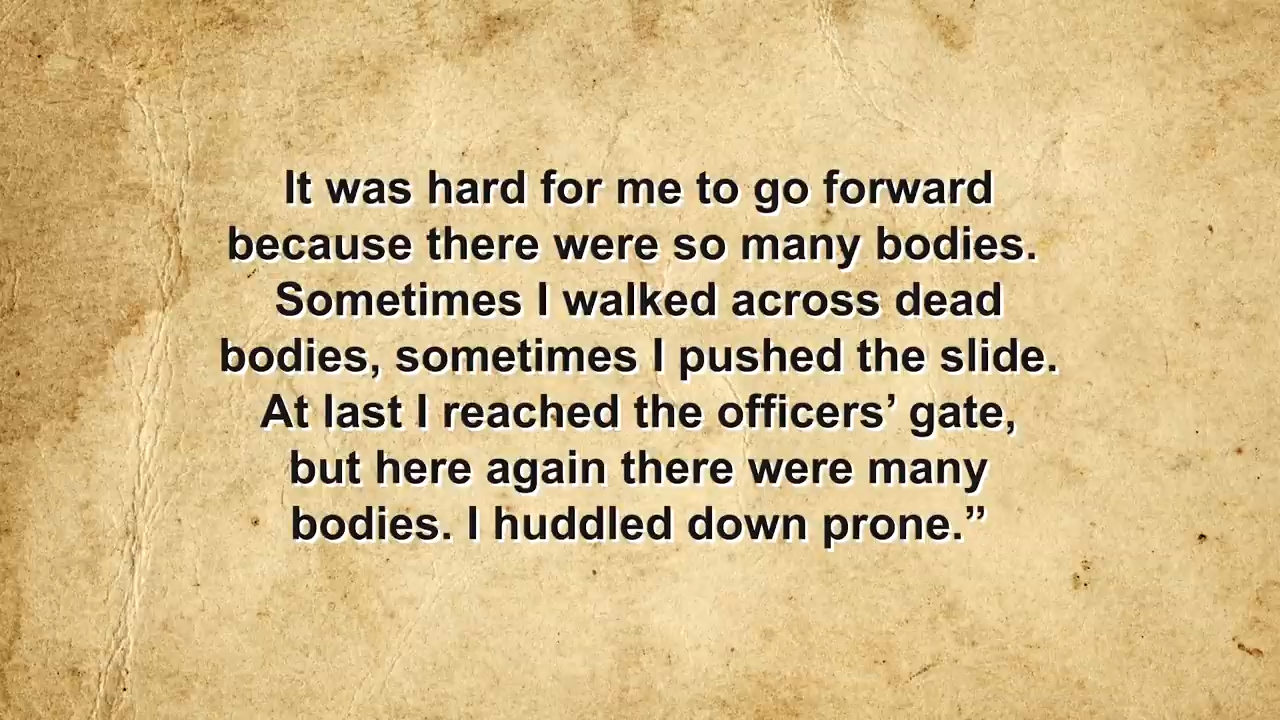 It was hard for me to go forward
because there were so many bodies.
Sometimes I walked across dead
bodies, sometimes I pushed the slide.
At last I reached the officers’ gate,
but here again there were many
bodies. I huddled down prone.”